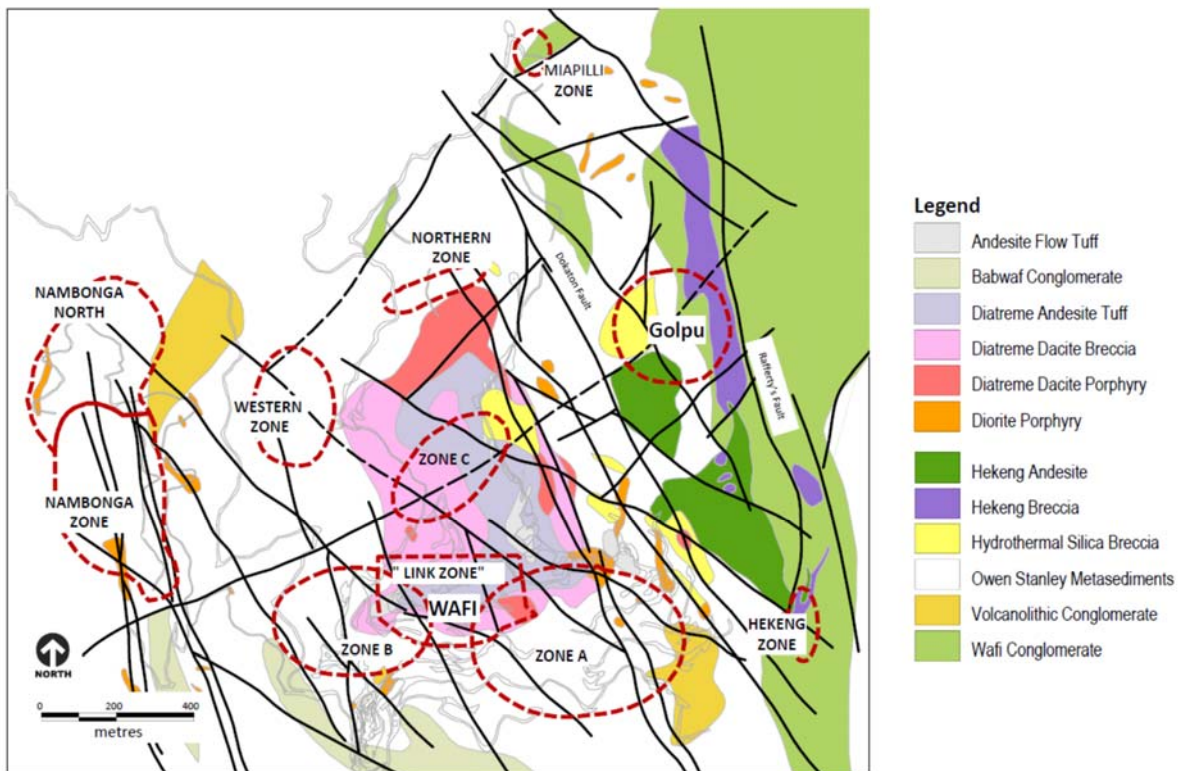 MIAPILLI
ZONE
NORTHERN
ZONE
Dokaton Fault
NAMBONGA
NORTH
Golpu
Rafferty's Fault
WESTERN
ZONE
ZONE C
NAMBONGA
ZONE
" LINK ZONE"
WAFI
ZONE B
ZONE A
HEKENG
ZONE
NORTH
0 200 400
metres
Legend
Andesite Flow Tuff
Babwaf Conglomerate
Diatreme Andesite Tuff
Diatreme Dacite Breccia
Diatreme Dacite Porphyry
Diorite Porphyry
Hekeng Andesite
Hekeng Breccia
Hydrothermal Silica Breccia
Owen Stanley Metasediments
Volcanolithic Conglomerate
Wafi Conglomerate